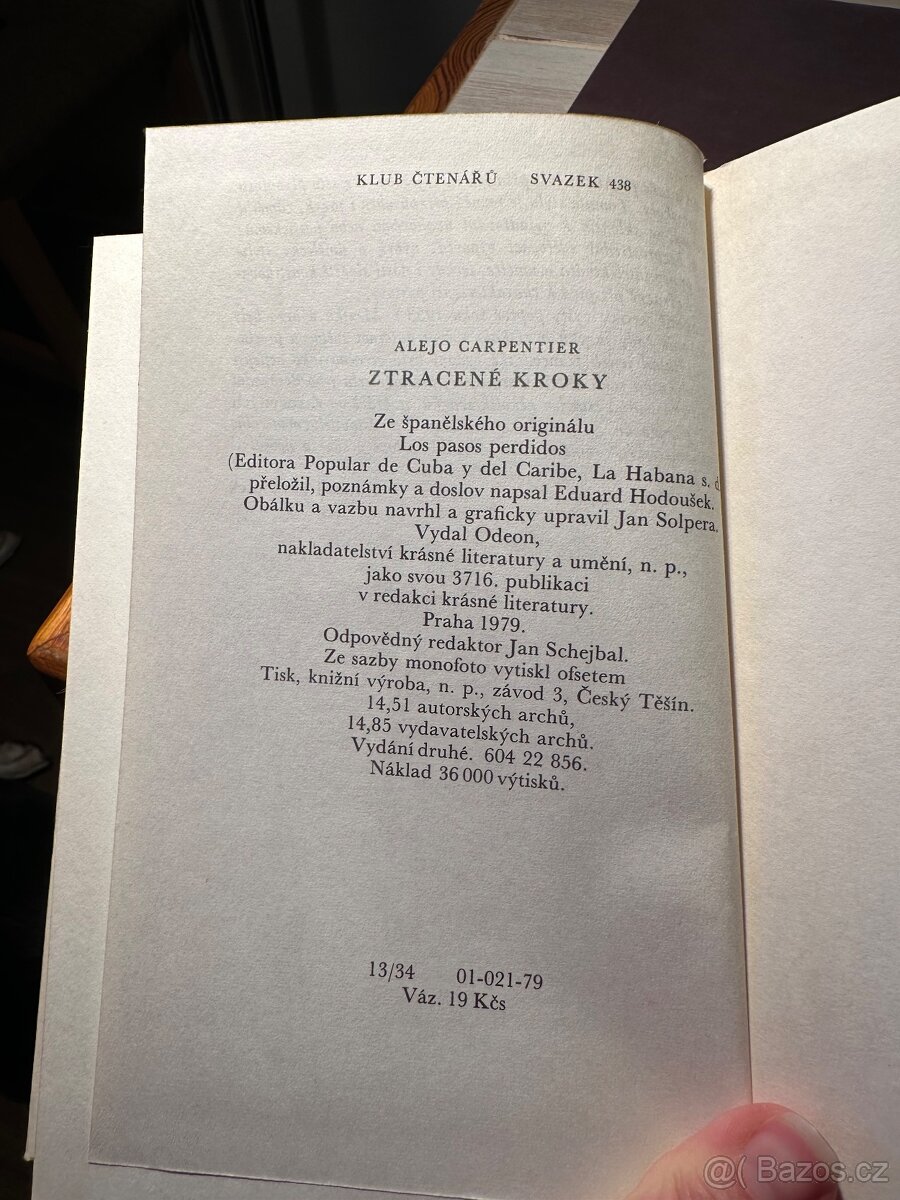 KLUB ČTENÁŘŮ SVAZEK 438
ALEJO CARPENTIER
ZTRACENÉ KROKY
Ze španělského originálu
Los pasos perdidos
(Editora Popular de Cuba y del Caribe, La Habana s. d
přeložil, poznámky a doslov napsal Eduard Hodoušek.
Obálku a vazbu navrhl a graficky upravil Jan Solpera.
Vydal Odeon,
nakladatelství krásné literatury a umění, n. p.,
jako svou 3716. publikaci
v redakci krásné literatury.
Praha 1979.
Odpovědný redaktor Jan Schejbal.
Ze sazby monofoto vytiskl ofsetem
Tisk, knižní výroba, n. p., závod 3, Český Těšín.
14,51 autorských archů,
14,85 vydavatelských archů.
Vydání druhé. 604 22 856.
Náklad 36 000 výtisků.
13/34 01-021-79
Váz. 19 Kčs
@( Bazos.cz